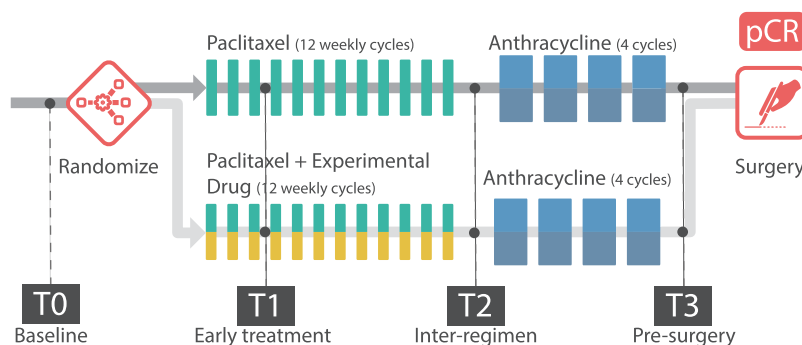 pCR
Paclitaxel (12 weekly cycles)
Anthracycline (4 cycles)
Randomize
Paclitaxel + Experimental
Drug (12 weekly cycles)
Anthracycline (4 cycles)
Surgery
T0
T1
T2
T3
Baseline
Early treatment
Inter-regimen
Pre-surgery